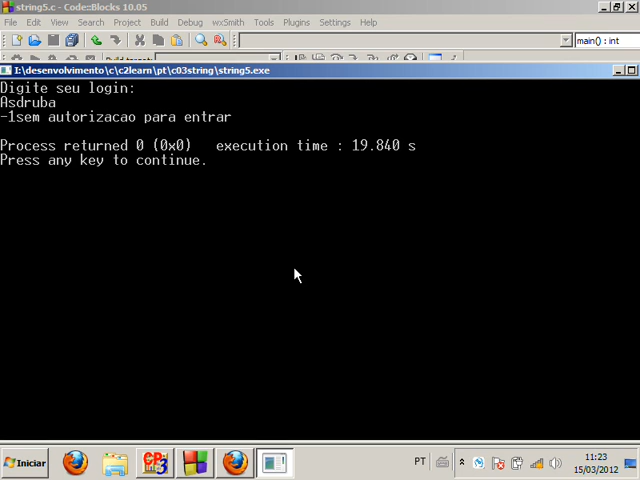 string5.c - Code::Blocks 10.05
File Edit View Search Project Build Debug wxSmith Tools Plugins Settings Help
main() : int
Build target:
I:\desenvolvimento\c\c2learn\pt\c03string\string5.exe
Digite seu login:
Asdruba
-1sem autorizacao para entrar
Process returned 0 (0x0) execution time : 19.840 s
Press any key to continue.
Iniciar
PT
11:23
15/03/2012